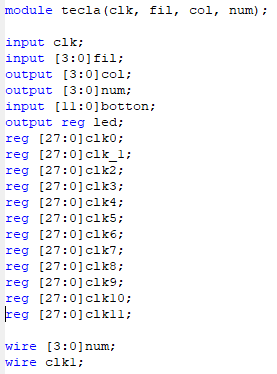 module tecla(clk, fil, col, num);
input clk;
input [3:0]fil;
output [3:0]col;
output [3:0]num;
input [11:0]botton;
output reg led;
reg [27:0]clk0;
reg [27:0]clk_1;
reg [27:0]clk2;
reg [27:0]clk3;
reg [27:0]clk4;
reg [27:0]clk5;
reg [27:0]clk6;
reg [27:0]clk7;
reg [27:0]clk8;
reg [27:0]clk9;
reg [27:0]clk10;
reg [27:0]clk11;
wire [3:0]num;
wire clk1;